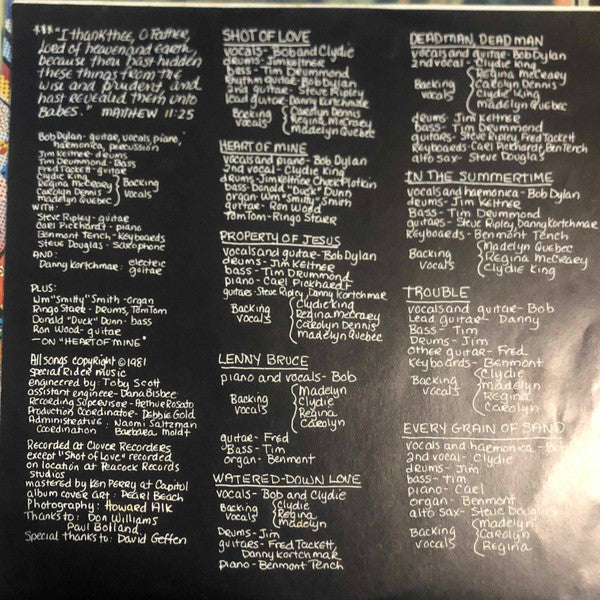 *** "I thank thee, O Father,
Lord of heaven and earth,
because thou hast hidden
these things from the
wise and prudent, and
hast revealed them unto
Babes." MATTHEW 11:25
Bob Dylan - guitar, vocals piano,
harmonica, percussion
Jim Keltner - drums
Tim Drummond - Bass
Fred Tackett - guitar
Clydie King
Regina McCrary
Carolyn Dennis
madelyn Quebec
Backing
Vocals
WITH:
Steve Ripley - guitar
Carl Pickhardt - piano
Benmont Tench - Keyboards
Steve Douglas - Saxophone
AND:
Danny Kortchmar: electric
guitar
PLUS:
Wm "Smitty" Smith - organ
Ringo Starr - Drums, TomTom
Donald "Duck" Dunn - bass
Ron Wood - guitar
— ON "HEART OF MINE"
All songs copyright © 1981
Special Rider Music
engineered by: Toby Scott
assistant engineer - Dana Bisbee
Recording Supervisor - Arthur Rosato
Production Coordinator - Debbie Gold
Administrative: Naomi Saltzman
Coordination Barbara Moldt
Recorded at Clover Recorders
except "Shot of Love" recorded
on location at Peacock Records
Studios
mastered by Ken Perry at Capitol
album cover art: Pearl Beach
Photography: Howard Alk
Thanks to: Don Williams
Paul Bolland
Special thanks to: David Geffen
SHOT OF LOVE
vocals - Bob and Clydie
drums - Jim Keltner
bass - Tim Drummond
rhythm guitar - Bob Dylan
2nd guitar - Steve Ripley
lead guitar - Danny Kortchmar
Backing
vocals
Carolyn Dennis
Regina McCrary
madelyn Quebec
HEART OF MINE
vocals and piano - Bob Dylan
2nd vocal - Clydie King
drums - Jim Keltner Chuck Plotkin
bass - Donald "Duck" Dunn
organ Wm "Smitty" Smith
guitar - Ron Wood
TomTom - Ringo Starr
PROPERTY OF JESUS
vocals and guitar - Bob Dylan
drums - Jim Keltner
bass - Tim Drummond
piano - Carl Pickhardt
guitars - Steve Ripley, Danny Kortchmar
Backing
vocals
Clydie King
Regina McCrary
Carolyn Dennis
madelyn Quebec
LENNY BRUCE
piano and vocals - Bob
Backing
vocals
Madelyn
Clydie
Regina
Carolyn
guitar - Fred
Bass - Tim
organ - Benmont
WATERED-DOWN LOVE
vocals - Bob and Clydie
Backing
vocals
Clydie
Regina
madelyn
Drums - Jim
guitars - Fred Tackett,
Danny Kortchmar
piano - Benmont Tench
DEAD MAN, DEAD MAN
vocals and guitar - Bob Dylan
2nd vocal - Clydie King
Backing
vocals
Regina McCrary
Carolyn Dennis
Clydie King
madelyn Quebec
drums - Jim Keltner
bass - Tim Drummond
guitars - Steve Ripley, Fred Tackett
keyboards - Carl Pickhardt, Ben Tench
alto sax - Steve Douglas
IN THE SUMMERTIME
vocals and harmonica - Bob Dylan
drums - Jim Keltner
Bass - Tim Drummond
guitars - Steve Ripley, Danny Kortchmar
Keyboards - Benmont Tench
Backing
vocals
Madelyn Quebec
Regina McCrary
Clydie King
TROUBLE
vocals and guitar - Bob
Lead guitar - Danny
Bass - Tim
Drums - Jim
other guitar - Fred
Keyboards - Benmont
Backing
vocals
Clydie
madelyn
Regina
Carolyn
EVERY GRAIN OF SAND
vocals and harmonica - Bob
2nd vocal - Clydie
drums - Jim
bass - Tim
piano - Carl
organ - Benmont
alto sax - Steve Douglas
Backing
vocals
madelyn
Carolyn
Regina